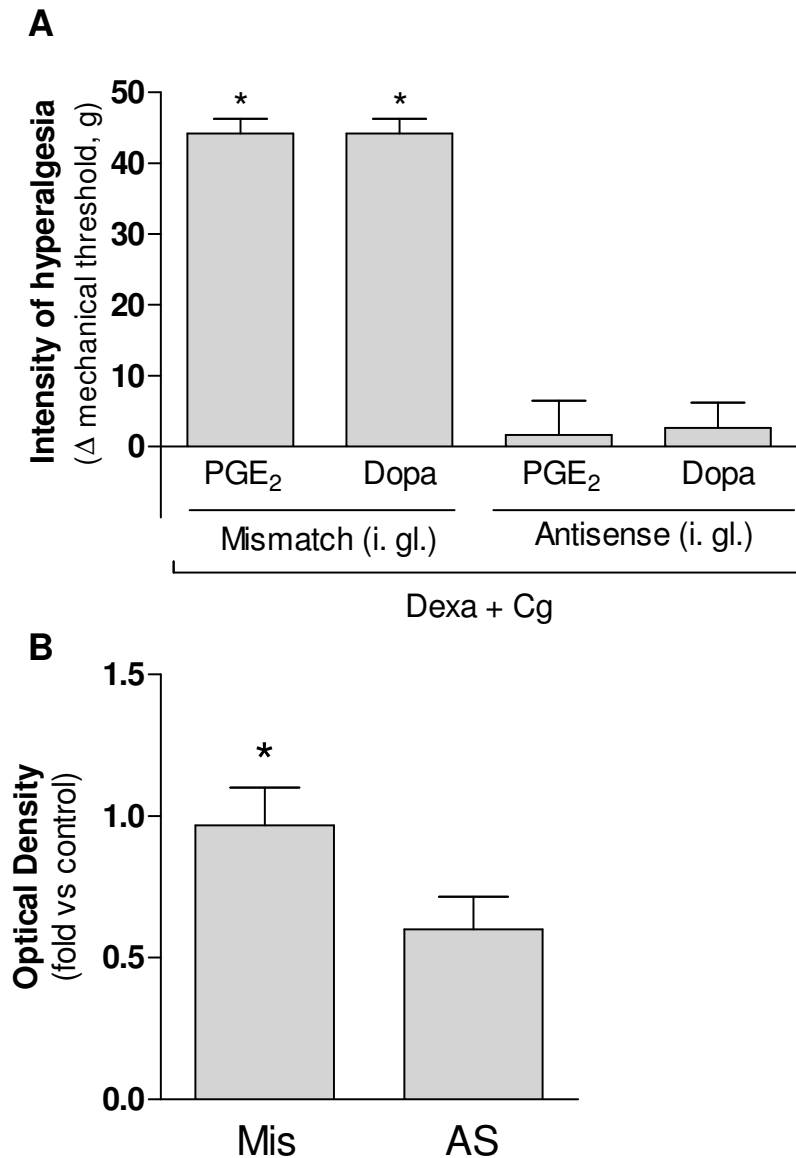 A
Intensity of hyperalgesia
(Δ mechanical threshold, g)
50
40
30
20
10
0
* *
PGE₂ Dopa PGE₂ Dopa
Mismatch (i. gl.) Antisense (i. gl.)
Dexa + Cg
B
Optical Density
(fold vs control)
1.5
1.0
0.5
0.0
*
Mis AS